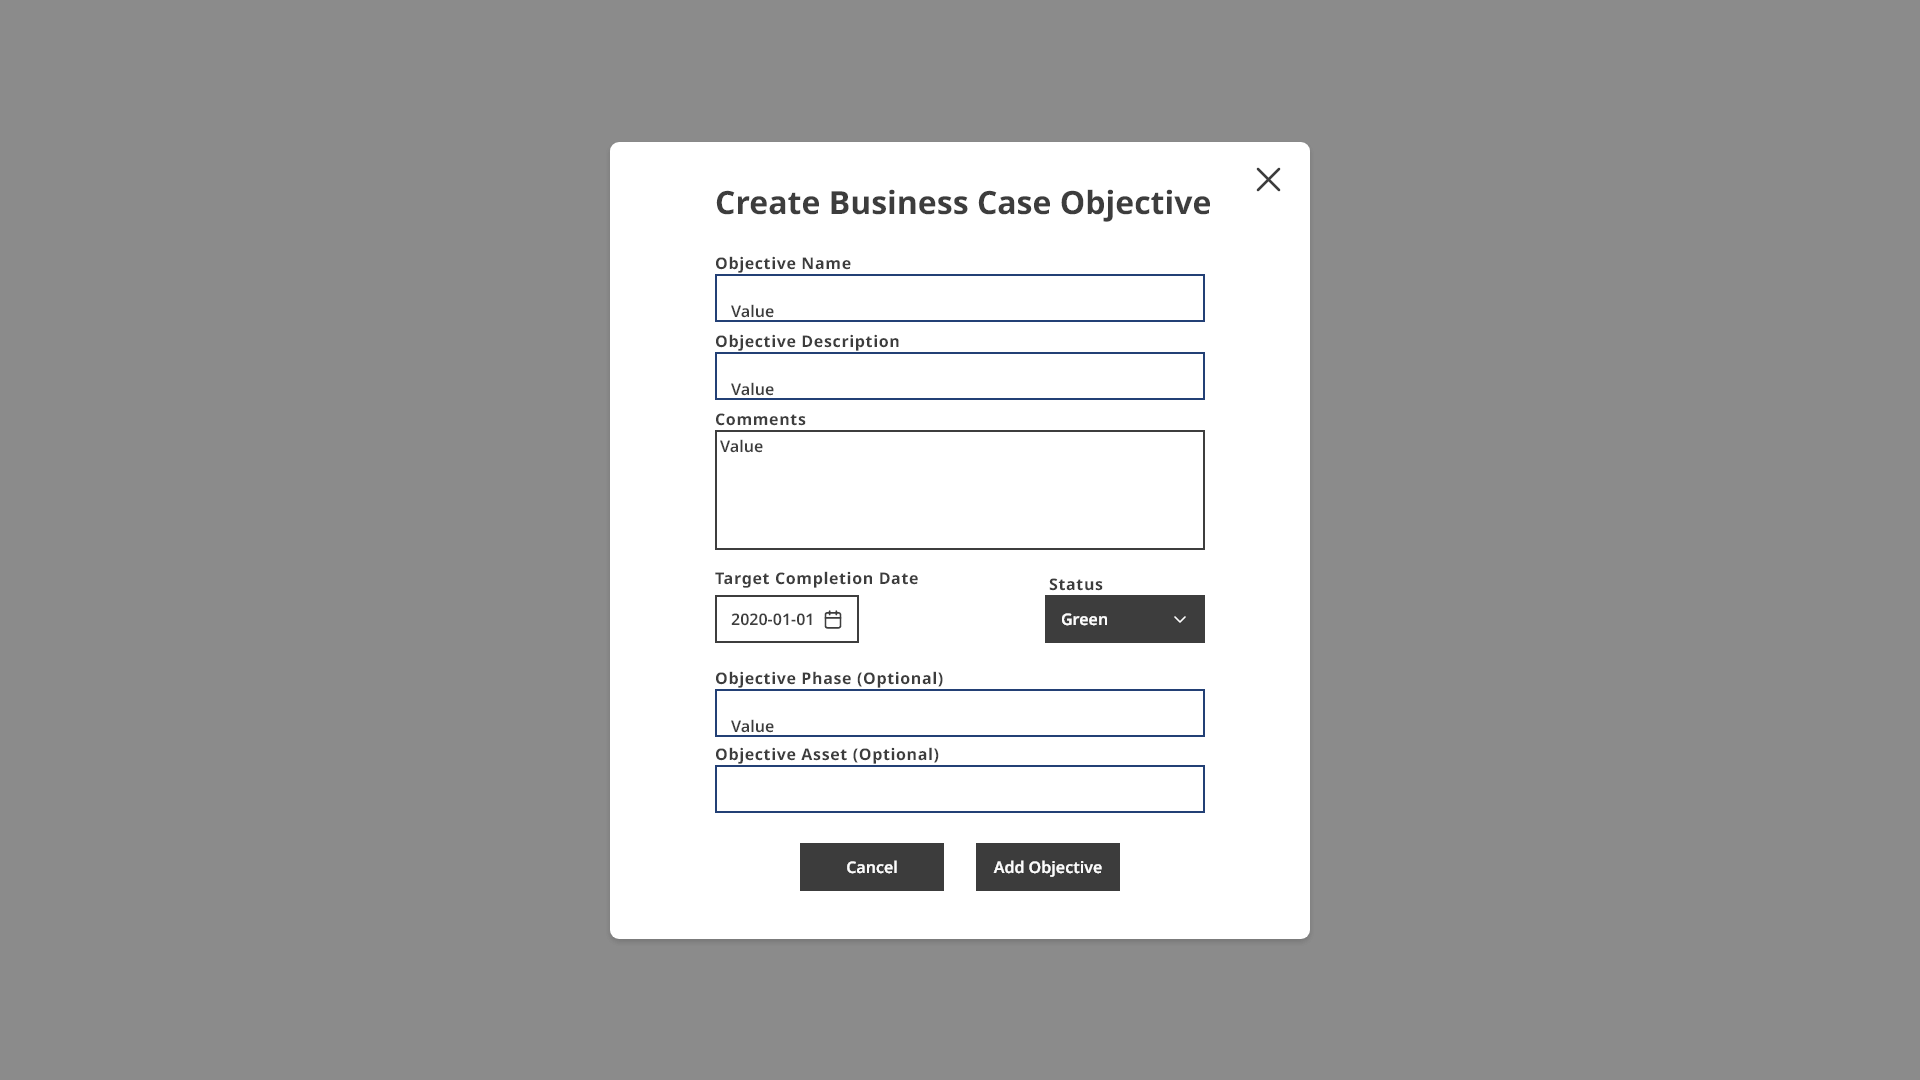 Create Business Case Objective
Objective Name
Value
Objective Description
Value
Comments
Value
Target Completion Date
Status
2020-01-01
Green
Objective Phase (Optional)
Value
Objective Asset (Optional)
Cancel
Add Objective